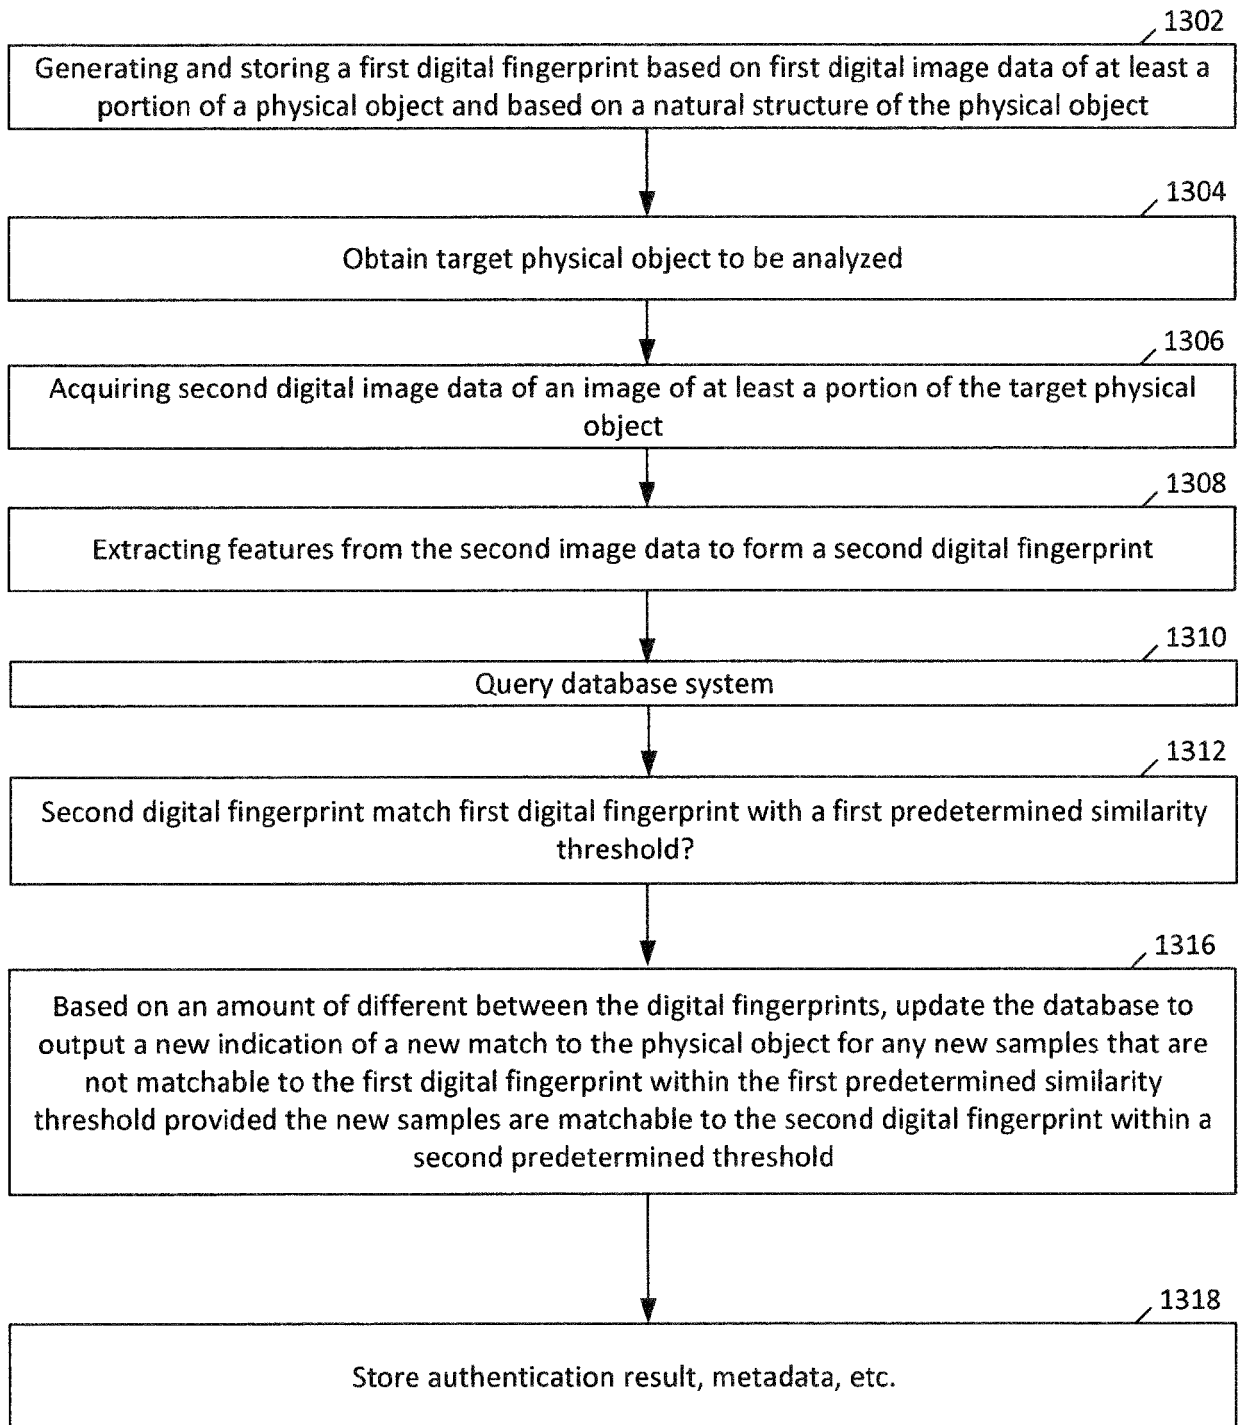 1302
Generating and storing a first digital fingerprint based on first digital image data of at least a
portion of a physical object and based on a natural structure of the physical object
1304
Obtain target physical object to be analyzed
1306
Acquiring second digital image data of an image of at least a portion of the target physical
object
1308
Extracting features from the second image data to form a second digital fingerprint
1310
Query database system
1312
Second digital fingerprint match first digital fingerprint with a first predetermined similarity
threshold?
1316
Based on an amount of different between the digital fingerprints, update the database to
output a new indication of a new match to the physical object for any new samples that are
not matchable to the first digital fingerprint within the first predetermined similarity
threshold provided the new samples are matchable to the second digital fingerprint within a
second predetermined threshold
1318
Store authentication result, metadata, etc.